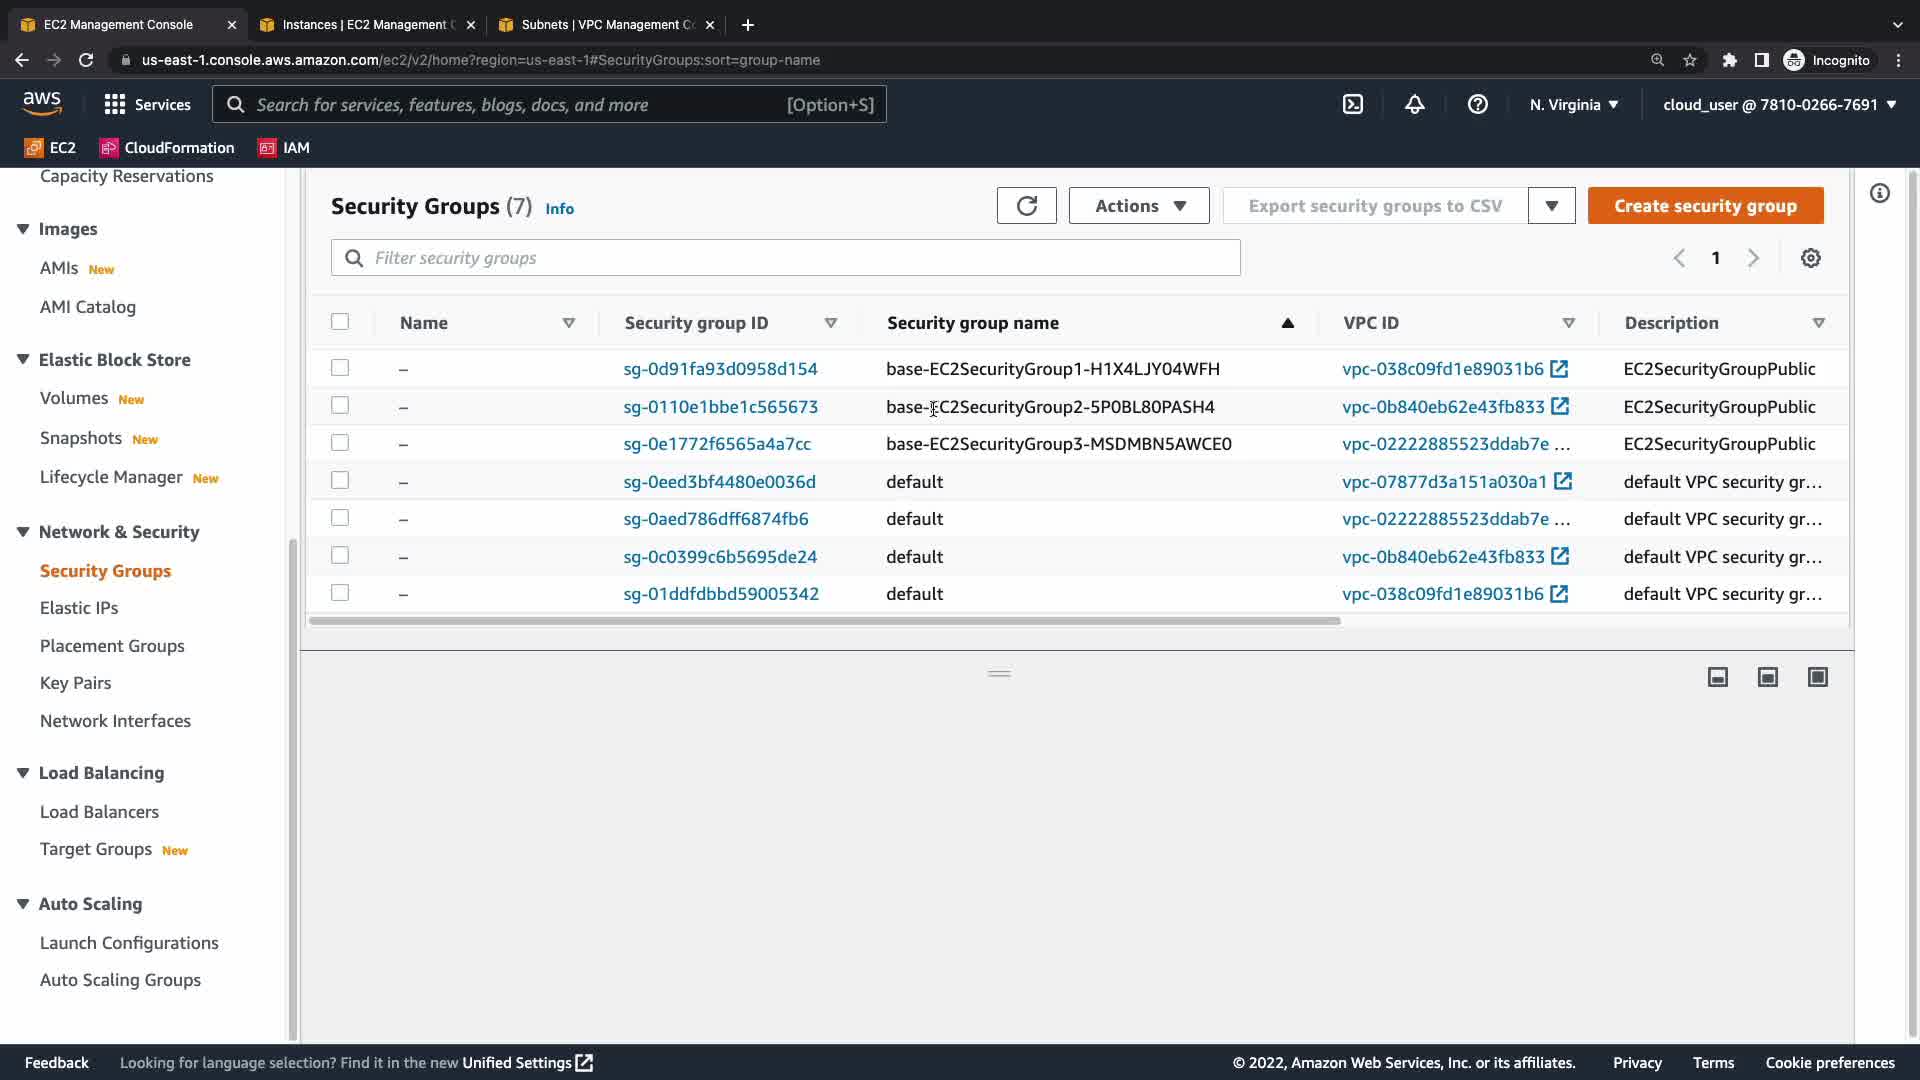 EC2 Management Console
Instances | EC2 Management C
Subnets | VPC Management Co
us-east-1.console.aws.amazon.com/ec2/v2/home?region=us-east-1#SecurityGroups:sort=group-name
Incognito
aws
Services
Search for services, features, blogs, docs, and more
[Option+S]
N. Virginia
cloud_user @ 7810-0266-7691
EC2
CloudFormation
IAM
Capacity Reservations
Images
AMIs New
AMI Catalog
Elastic Block Store
Volumes New
Snapshots New
Lifecycle Manager New
Network & Security
Security Groups
Elastic IPs
Placement Groups
Key Pairs
Network Interfaces
Load Balancing
Load Balancers
Target Groups New
Auto Scaling
Launch Configurations
Auto Scaling Groups
Security Groups (7) Info
Actions
Export security groups to CSV
Create security group
Filter security groups
1
Name Security group ID Security group name VPC ID Description
– sg-0d91fa93d0958d154 base-EC2SecurityGroup1-H1X4LJY04WFH vpc-038c09fd1e89031b6 EC2SecurityGroupPublic
– sg-0110e1bbe1c565673 base-EC2SecurityGroup2-5P0BL80PASH4 vpc-0b840eb62e43fb833 EC2SecurityGroupPublic
– sg-0e1772f6565a4a7cc base-EC2SecurityGroup3-MSDMBN5AWCE0 vpc-02222885523ddab7e ... EC2SecurityGroupPublic
– sg-0eed3bf4480e0036d default vpc-07877d3a151a030a1 default VPC security gr...
– sg-0aed786dff6874fb6 default vpc-02222885523ddab7e ... default VPC security gr...
– sg-0c0399c6b5695de24 default vpc-0b840eb62e43fb833 default VPC security gr...
– sg-01ddfdbbd59005342 default vpc-038c09fd1e89031b6 default VPC security gr...
Feedback
Looking for language selection? Find it in the new Unified Settings
© 2022, Amazon Web Services, Inc. or its affiliates.
Privacy
Terms
Cookie preferences